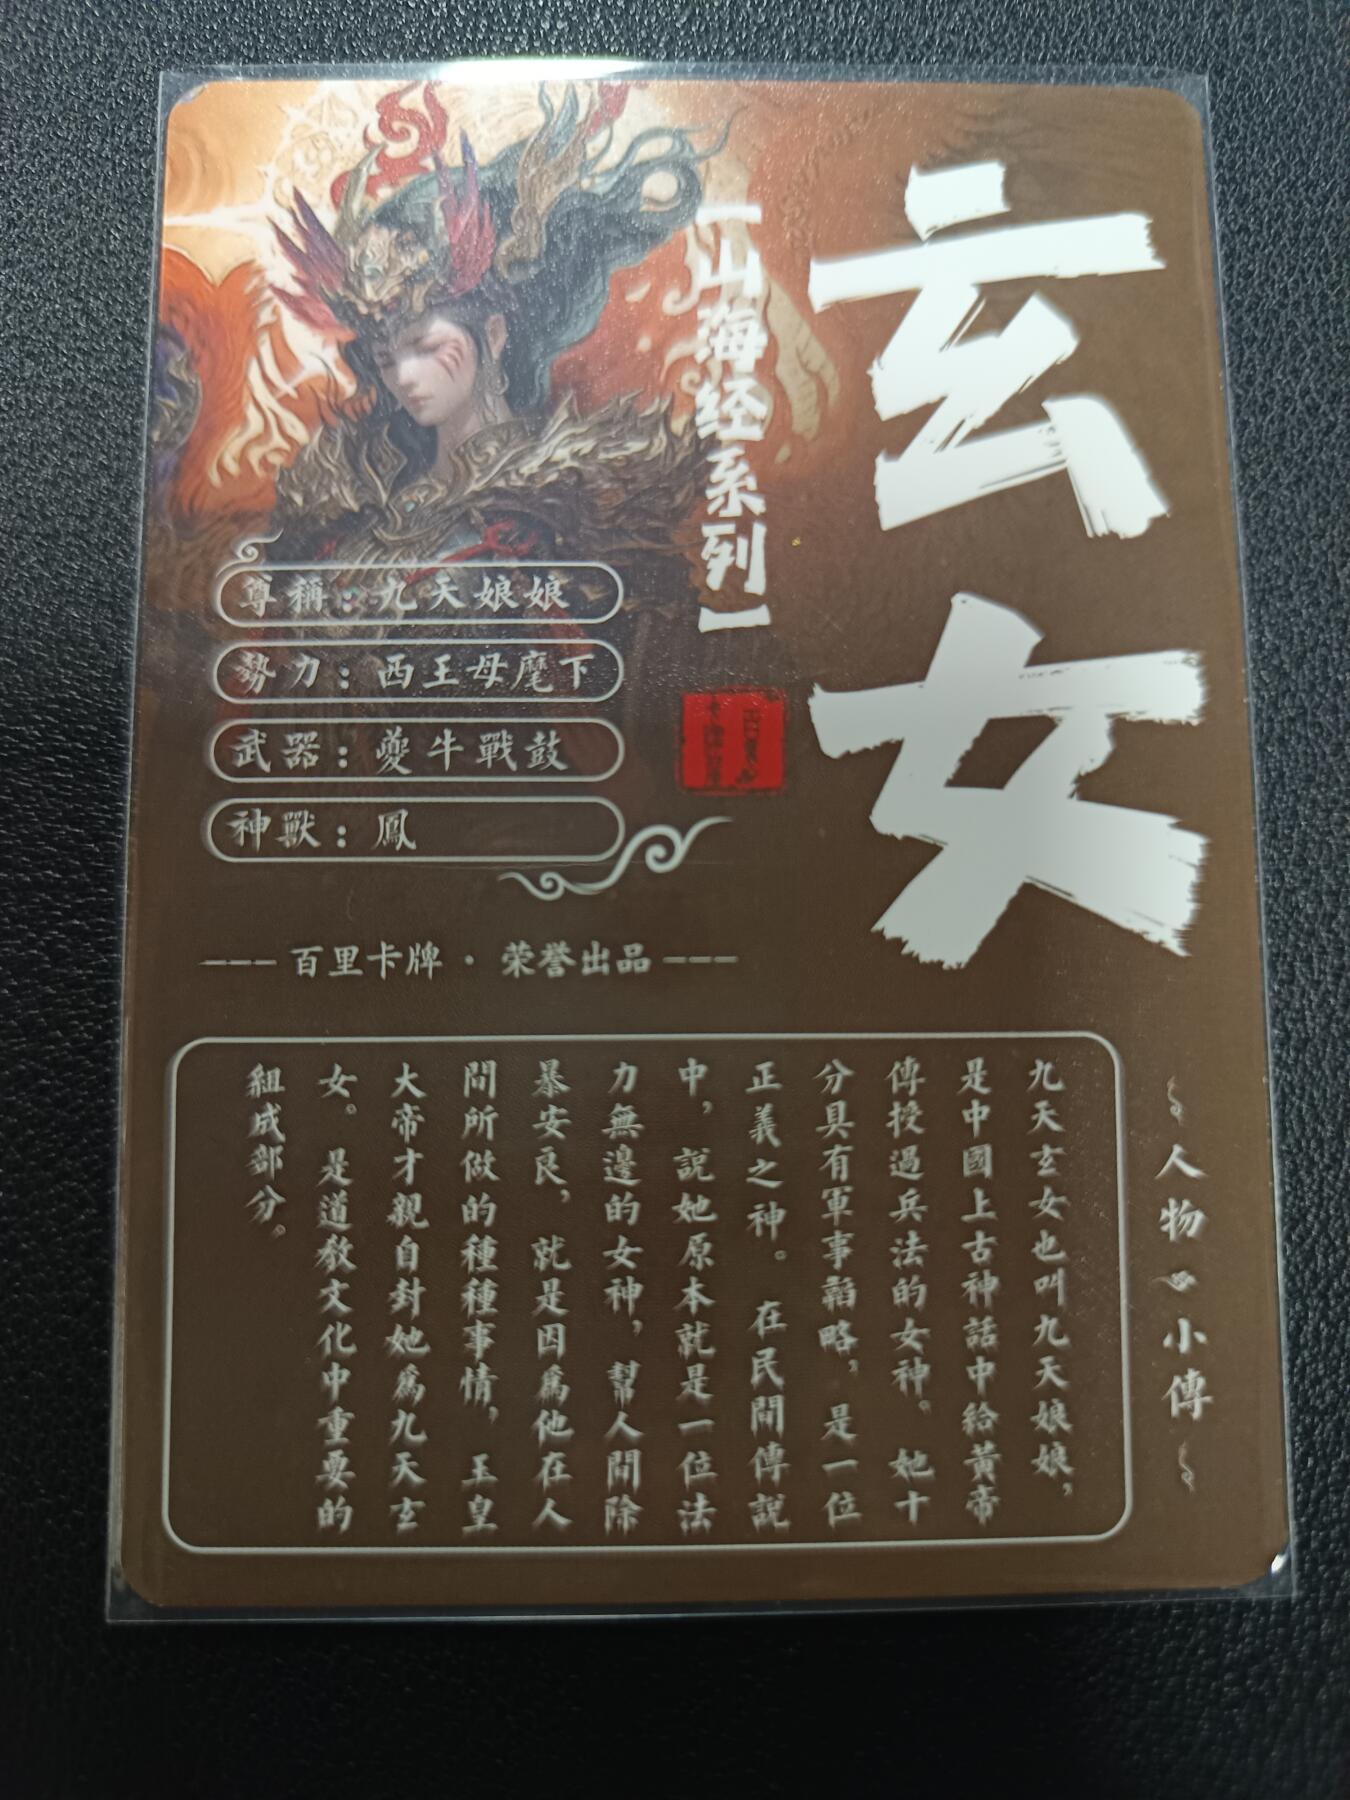 玄女
【山海经系列】
尊稱：九天娘娘
勢力：西王母麾下
武器：夔牛戰鼓
神獸：鳳
--- 百里卡牌 · 荣誉出品 ---
人物小傳
九天玄女也叫九天娘娘，
是中國上古神話中給黃帝
傳授過兵法的女神。她十
分具有軍事韜略，是一位
正義之神。在民間傳說
中，說她原本就是一位法
力無邊的女神，幫人間除
暴安良，就是因爲他在人
間所做的種種事情，玉皇
大帝才親自封她爲九天玄
女。是道教文化中重要的
組成部分。